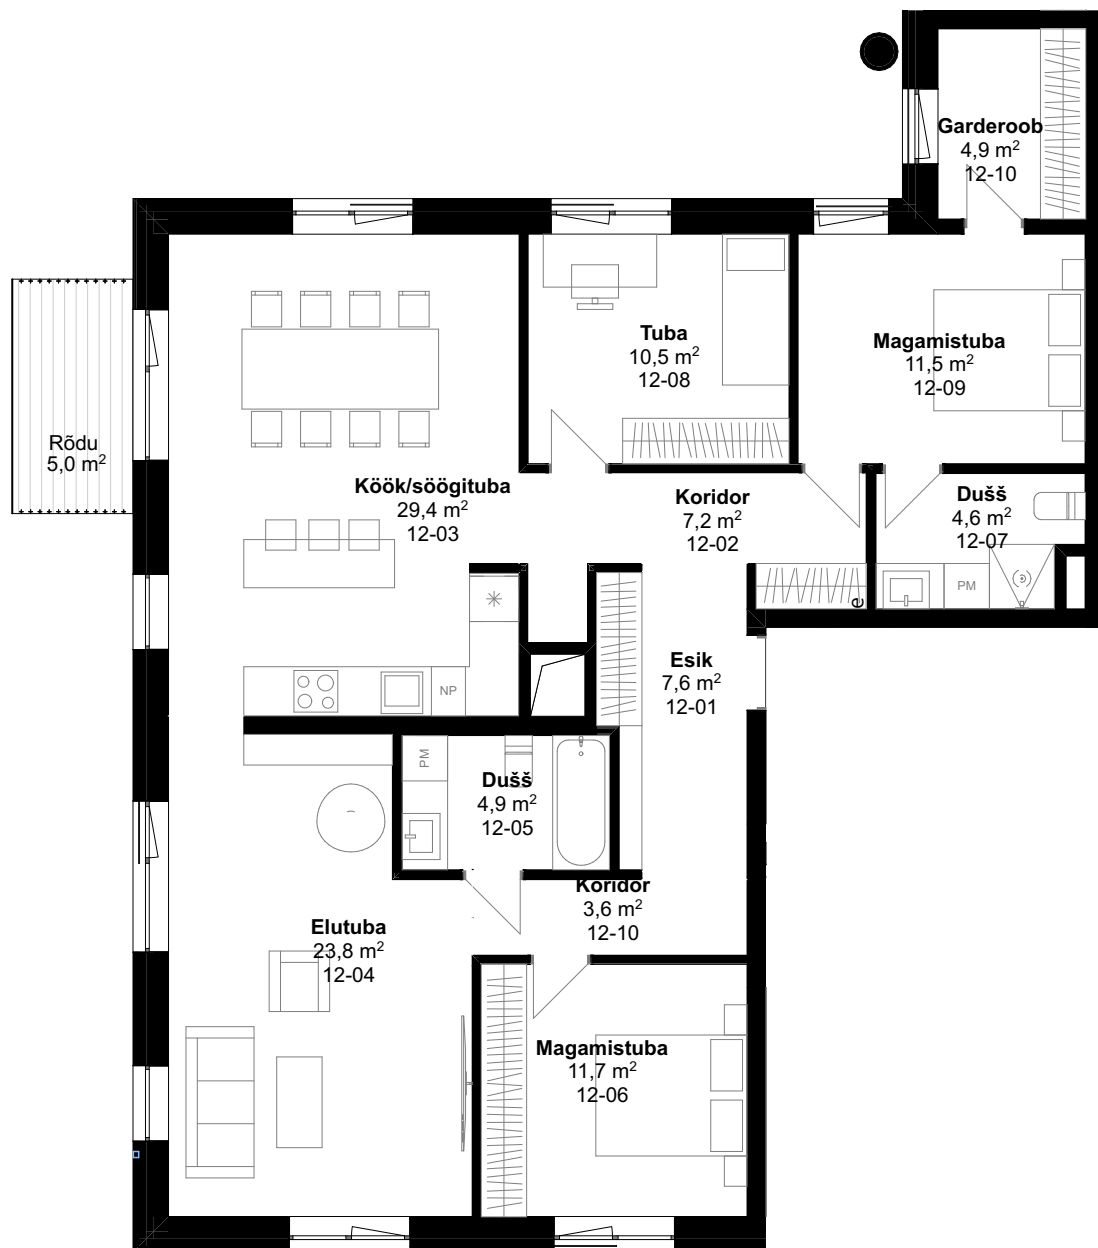 Garderoob
4,9 m²
12-10
Tuba
10,5 m²
12-08
Magamistuba
11,5 m²
12-09
Rõdu
5,0 m²
Köök/söögituba
29,4 m²
12-03
Koridor
7,2 m²
12-02
Dušš
4,6 m²
12-07
PM
e
NP
Esik
7,6 m²
12-01
PM
Dušš
4,9 m²
12-05
Koridor
3,6 m²
12-10
Elutuba
23,8 m²
12-04
Magamistuba
11,7 m²
12-06